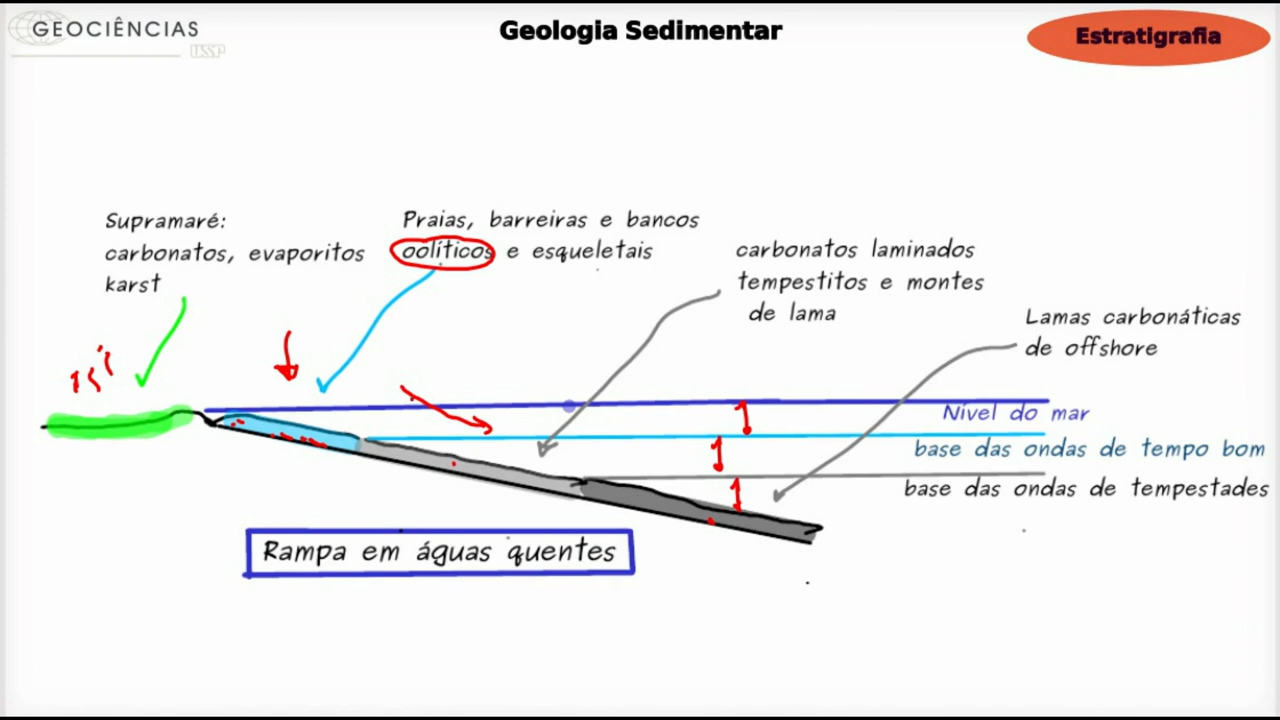 GEOCIÊNCIAS
USSP
Geologia Sedimentar
Estratigrafia
Supramaré:
carbonatos, evaporitos
karst
Praias, barreiras e bancos
oolíticos e esqueletais
carbonatos laminados
tempestitos e montes
de lama
Lamas carbonáticas
de offshore
Nível do mar
base das ondas de tempo bom
base das ondas de tempestades
Rampa em águas quentes